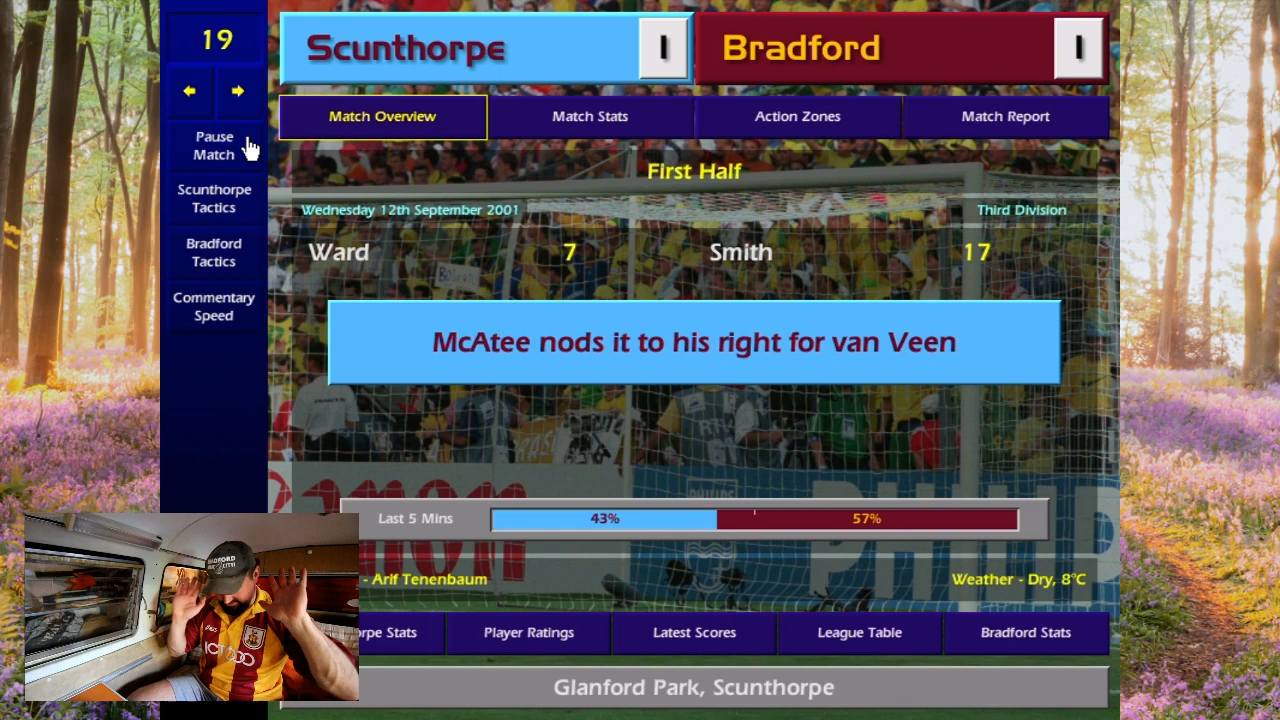 19
Scunthorpe 1
Bradford 1
Pause
Match
Scunthorpe
Tactics
Bradford
Tactics
Commentary
Speed
Match Overview
Match Stats
Action Zones
Match Report
First Half
Wednesday 12th September 2001
Third Division
Ward 7
Smith 17
McAtee nods it to his right for van Veen
Last 5 Mins
43%
57%
- Arif Tenenbaum
Weather - Dry, 8°C
rpe Stats
Player Ratings
Latest Scores
League Table
Bradford Stats
Glanford Park, Scunthorpe
PHILIPS